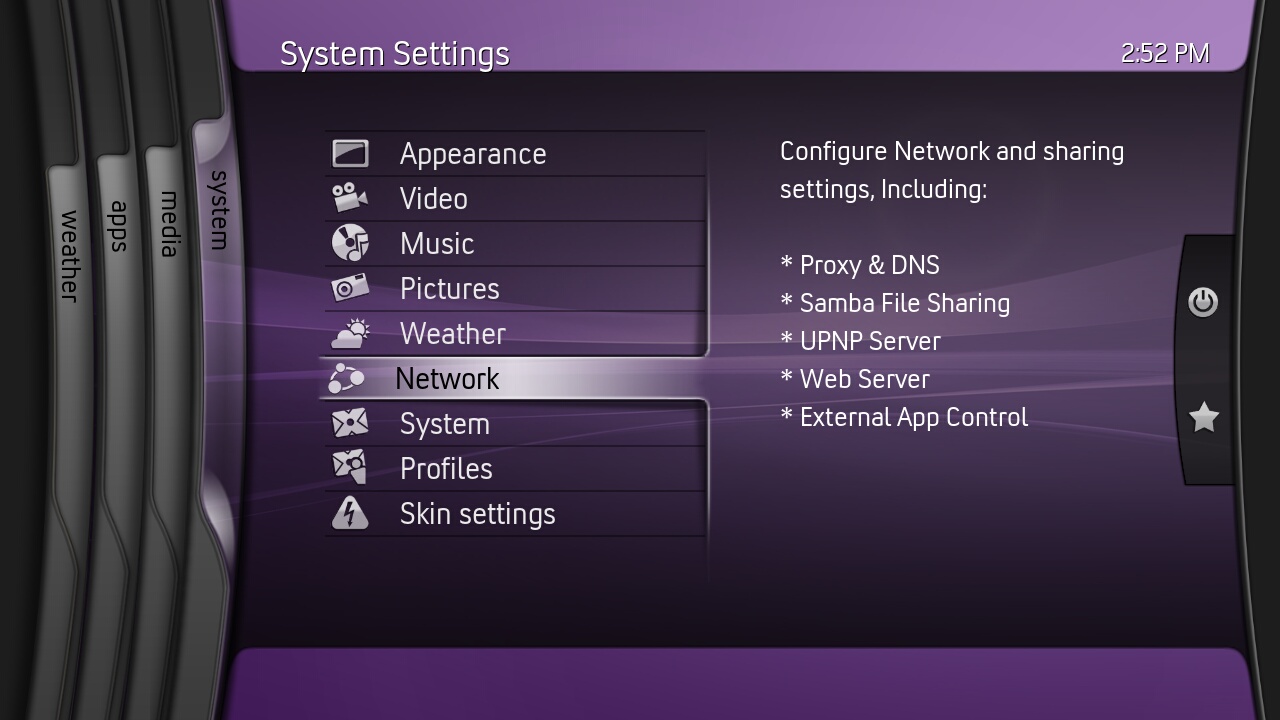 System Settings
2:52 PM
weather
apps
media
system
Appearance
Video
Music
Pictures
Weather
Network
System
Profiles
Skin settings
Configure Network and sharing
settings, Including:
* Proxy & DNS
* Samba File Sharing
* UPNP Server
* Web Server
* External App Control